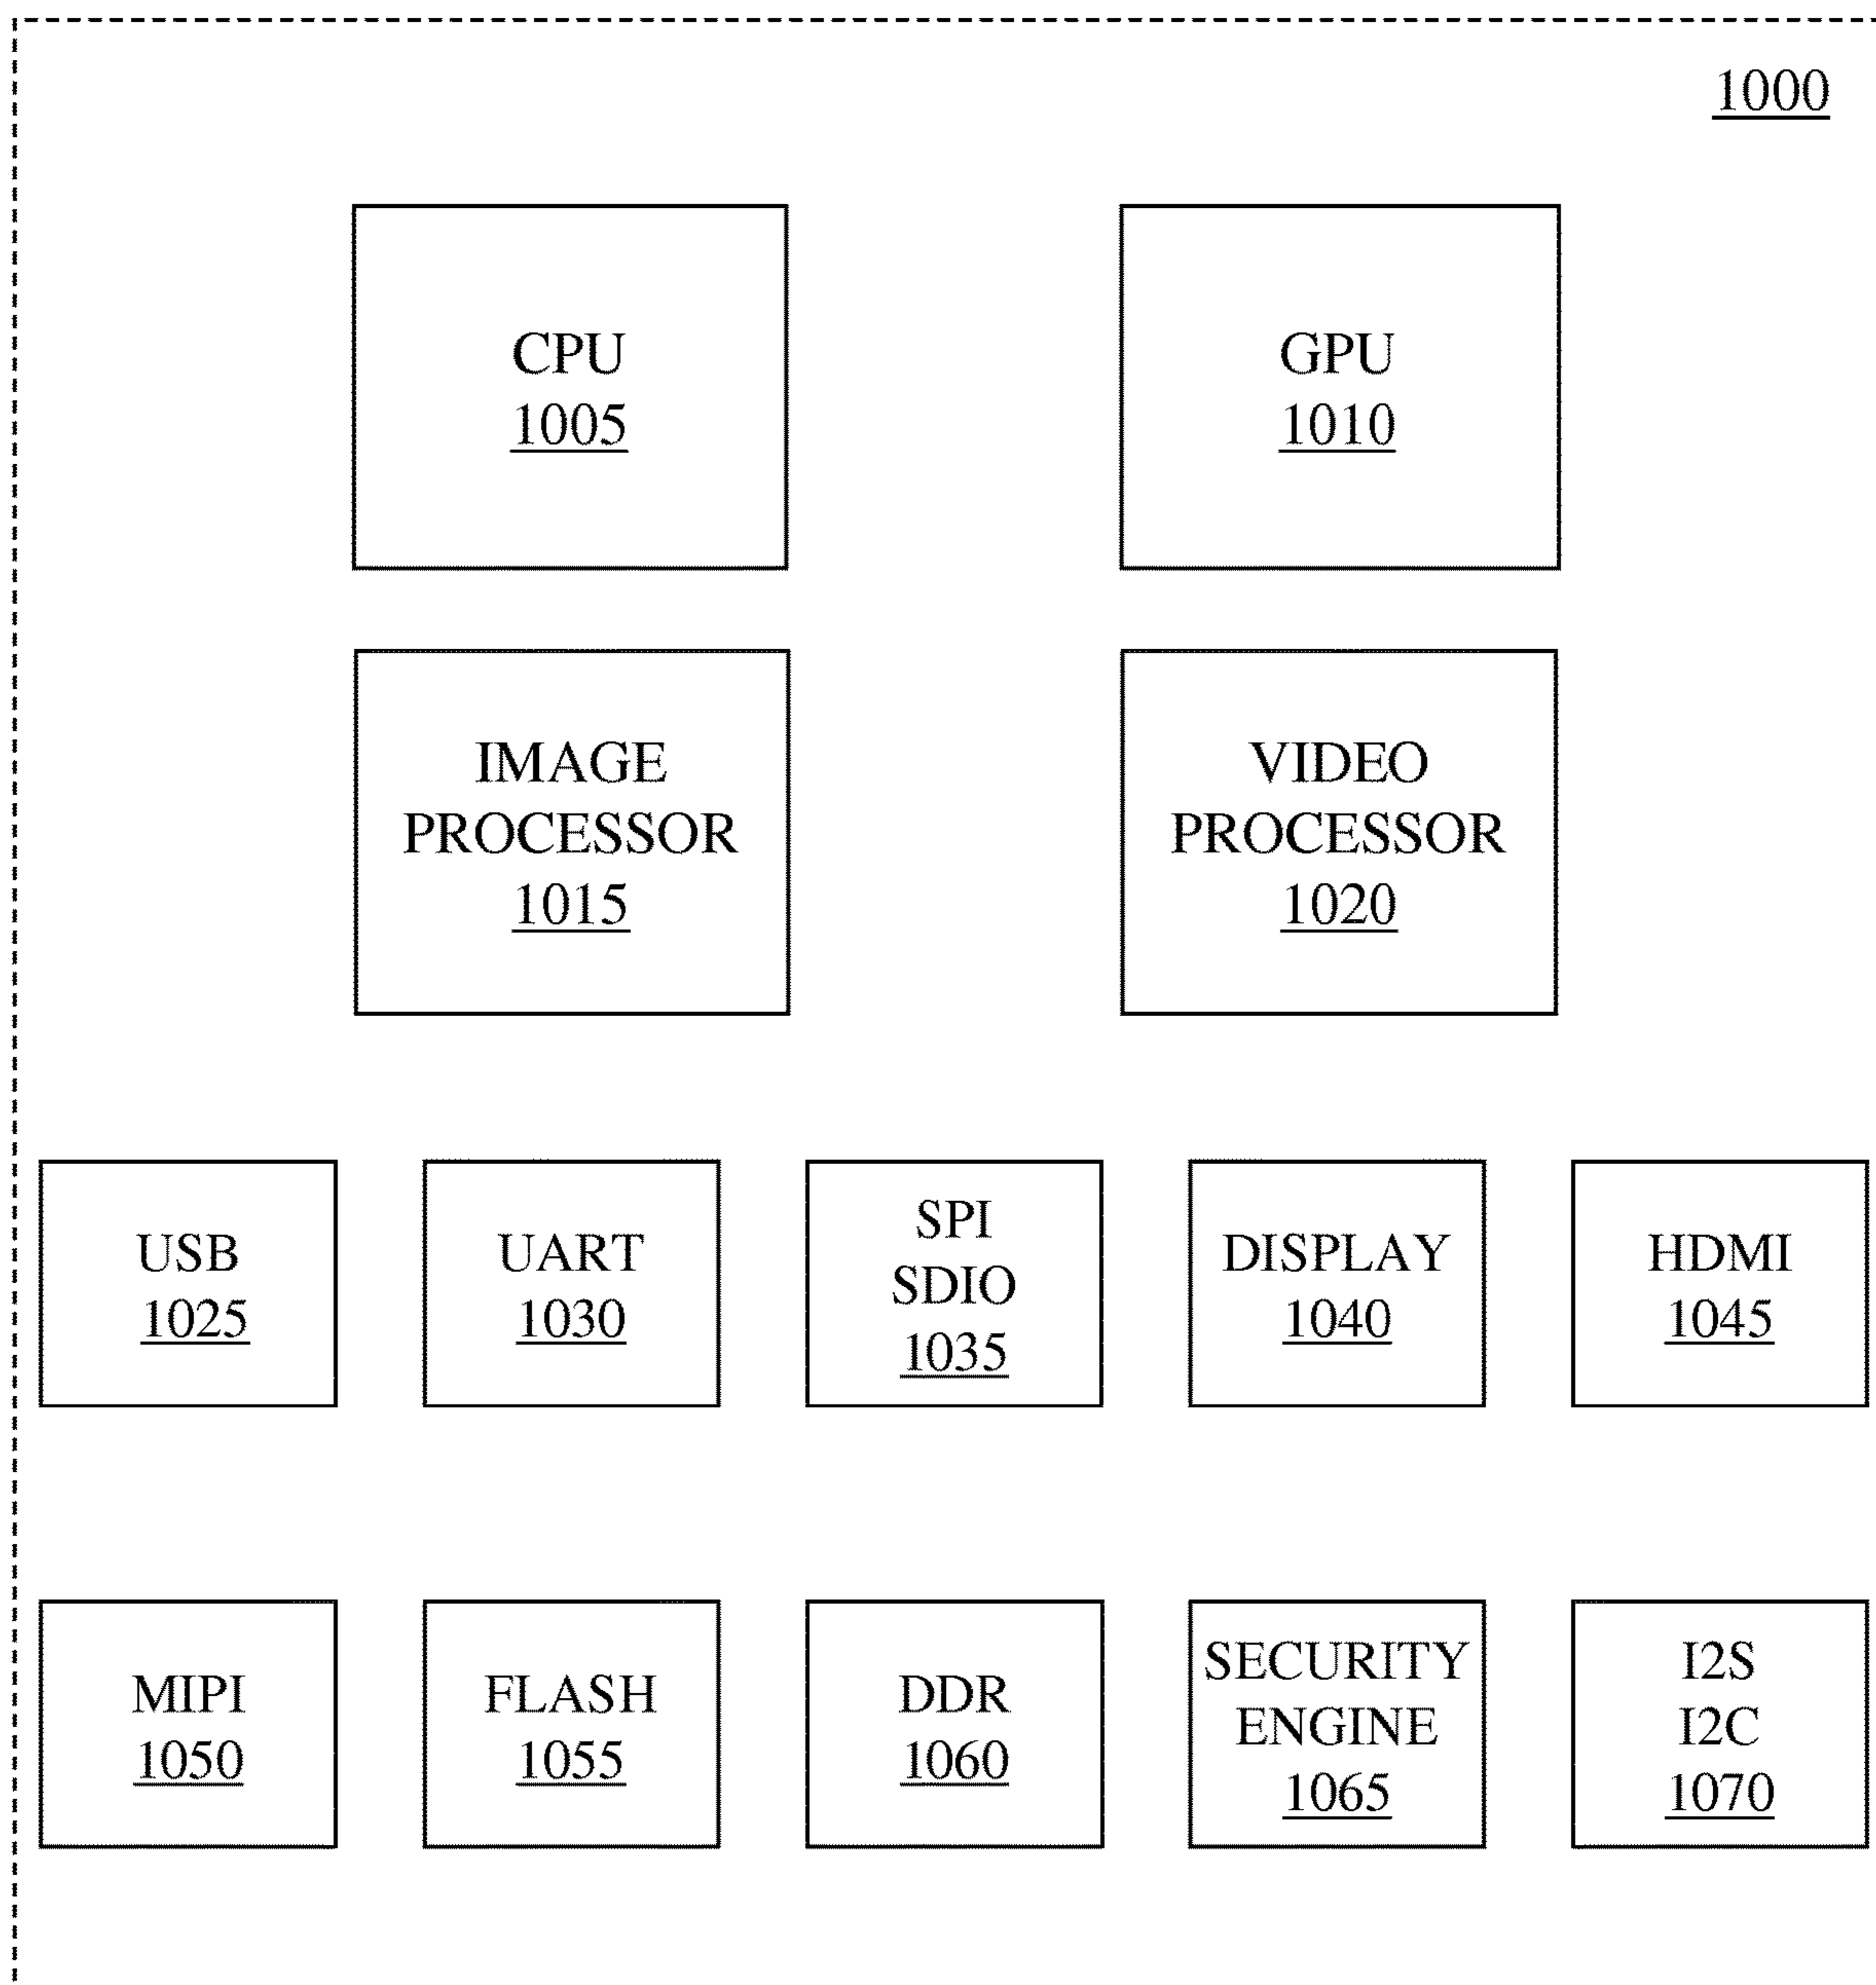 1000
CPU
1005
GPU
1010
IMAGE
PROCESSOR
1015
VIDEO
PROCESSOR
1020
USB
1025
UART
1030
SPI
SDIO
1035
DISPLAY
1040
HDMI
1045
MIPI
1050
FLASH
1055
DDR
1060
SECURITY
ENGINE
1065
I2S
I2C
1070